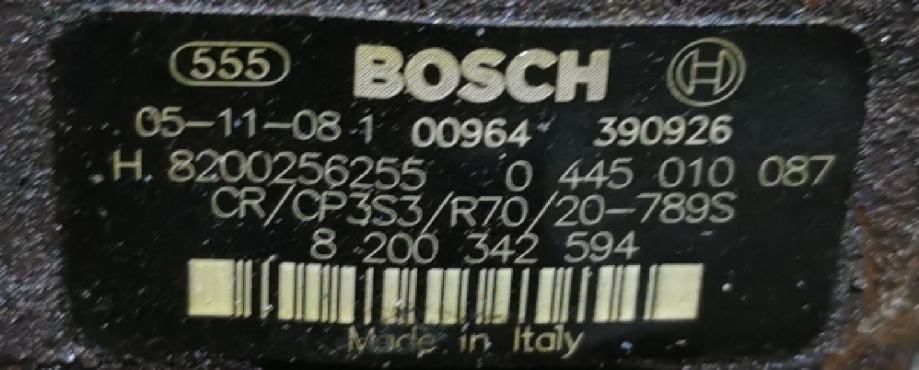 555 BOSCH H
05-11-08 1 00964 390926
H 8200256255 0 445 010 087
CR/CP3S3/R70/20-789S
8 200 342 594
Made in Italy